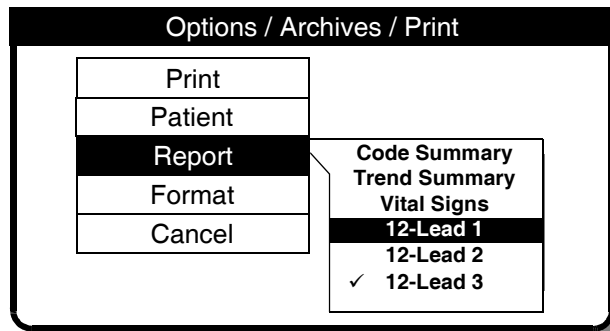 Options / Archives / Print
Print
Patient
Report
Format
Cancel
Code Summary
Trend Summary
Vital Signs
12-Lead 1
12-Lead 2
✓ 12-Lead 3